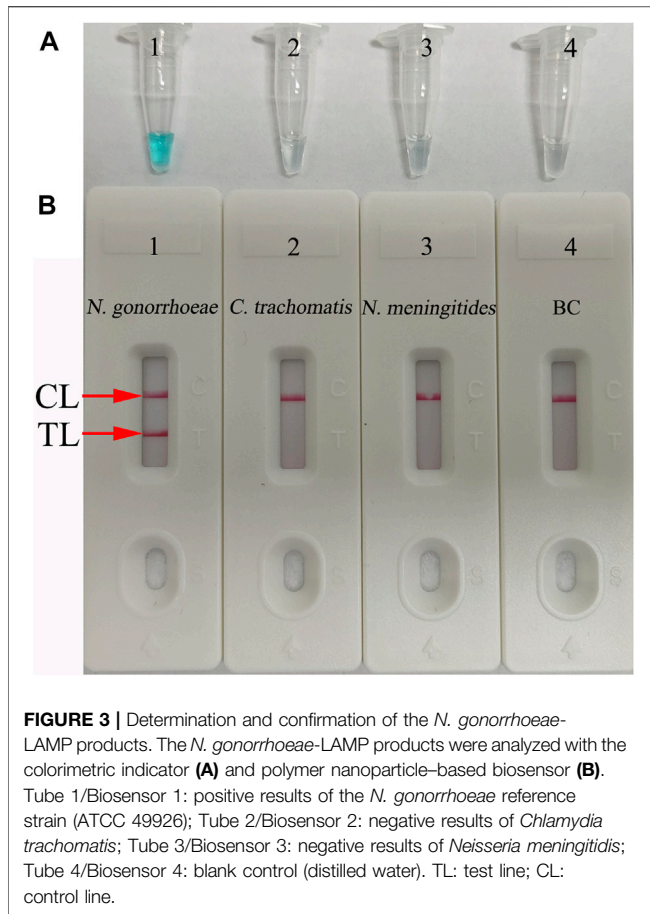 A
1 2 3 4
B
1 2 3 4
N. gonorrhoeae C. trachomatis N. meningitides BC
CL C C C C
TL T T T T
S S S S
FIGURE 3 | Determination and confirmation of the N. gonorrhoeae-
LAMP products. The N. gonorrhoeae-LAMP products were analyzed with the
colorimetric indicator (A) and polymer nanoparticle–based biosensor (B).
Tube 1/Biosensor 1: positive results of the N. gonorrhoeae reference
strain (ATCC 49926); Tube 2/Biosensor 2: negative results of Chlamydia
trachomatis; Tube 3/Biosensor 3: negative results of Neisseria meningitidis;
Tube 4/Biosensor 4: blank control (distilled water). TL: test line; CL:
control line.